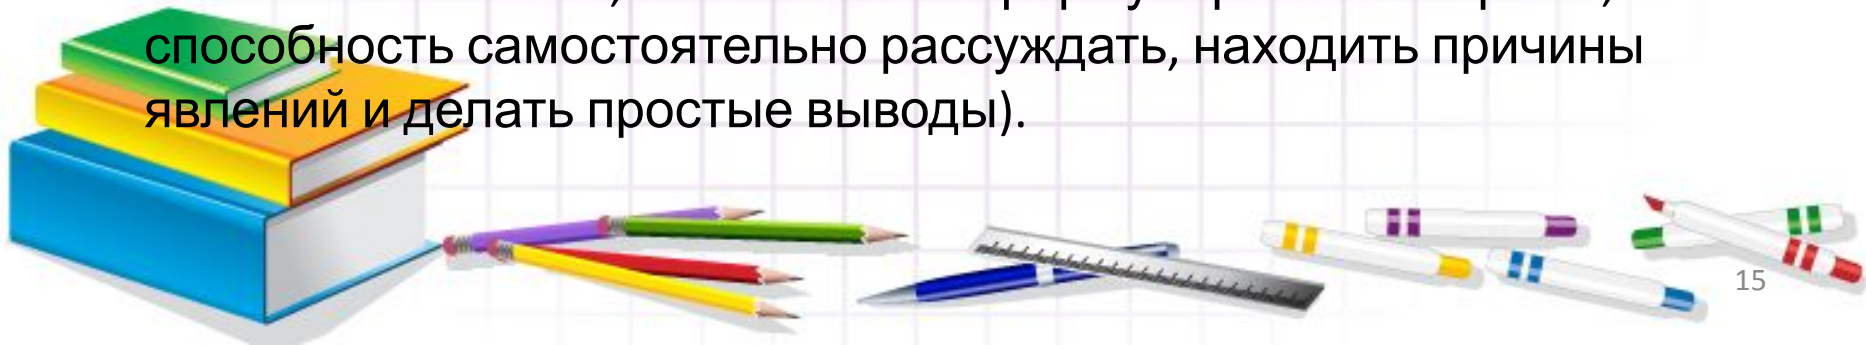 способность самостоятельно рассуждать, находить причины
явлений и делать простые выводы).
15